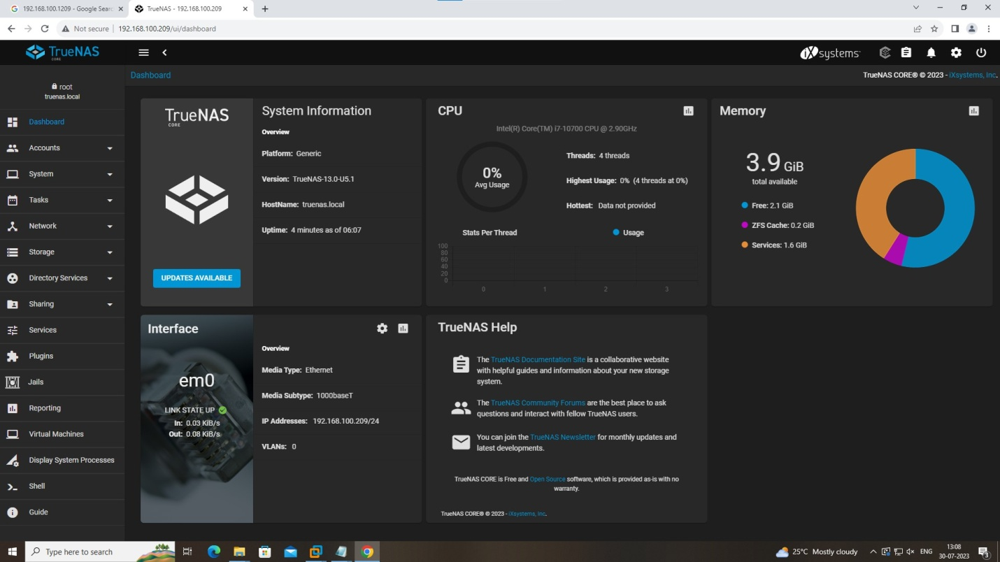 192.168.100.1209 - Google Searc
TrueNAS - 192.168.100.209
Not secure
192.168.100.209/ui/dashboard
TrueNAS
CORE
iXsystems
Dashboard
TrueNAS CORE® © 2023 - iXsystems, Inc.
root
truenas.local
Dashboard
Accounts
System
Tasks
Network
Storage
Directory Services
Sharing
Services
Plugins
Jails
Reporting
Virtual Machines
Display System Processes
Shell
Guide
TrueNAS
CORE
UPDATES AVAILABLE
System Information
Overview
Platform: Generic
Version: TrueNAS-13.0-U5.1
HostName: truenas.local
Uptime: 4 minutes as of 06:07
CPU
Intel(R) Core(TM) i7-10700 CPU @ 2.90GHz
0%
Avg Usage
Threads: 4 threads
Highest Usage: 0% (4 threads at 0%)
Hottest: Data not provided
Stats Per Thread
Usage
100
80
60
40
20
0
0 1 2 3
Memory
3.9 GiB
total available
Free: 2.1 GiB
ZFS Cache: 0.2 GiB
Services: 1.6 GiB
Interface
em0
LINK STATE UP
In: 0.03 KiB/s
Out: 0.08 KiB/s
Overview
Media Type: Ethernet
Media Subtype: 1000baseT
IP Addresses: 192.168.100.209/24
VLANs: 0
TrueNAS Help
The TrueNAS Documentation Site is a collaborative website
with helpful guides and information about your new storage
system.
The TrueNAS Community Forums are the best place to ask
questions and interact with fellow TrueNAS users.
You can join the TrueNAS Newsletter for monthly updates and
latest developments.
TrueNAS CORE is Free and Open Source software, which is provided as-is with no
warranty.
TrueNAS CORE® © 2023 - iXsystems, Inc.
Type here to search
25°C Mostly cloudy
ENG
13:08
30-07-2023
3